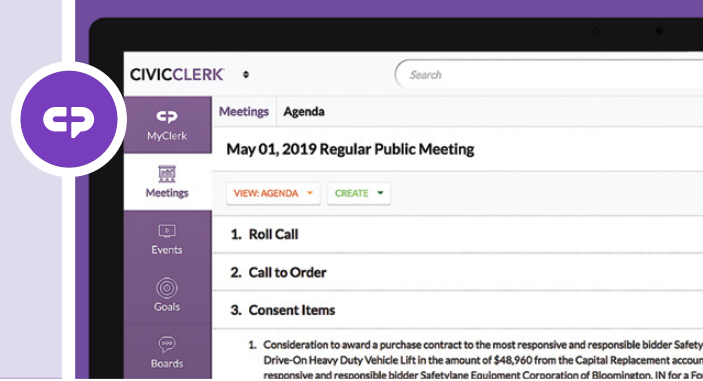 CIVICCLERK
Search
MyClerk
Meetings
Events
Goals
Boards
Meetings Agenda
May 01, 2019 Regular Public Meeting
VIEW: AGENDA
CREATE
1. Roll Call
2. Call to Order
3. Consent Items
1. Consideration to award a purchase contract to the most responsive and responsible bidder Safety
Drive-On Heavy Duty Vehicle Lift in the amount of $48,960 from the Capital Replacement accoun
responsive and responsible bidder Safetylane Equipment Corporation of Bloomington, IN for a Fo